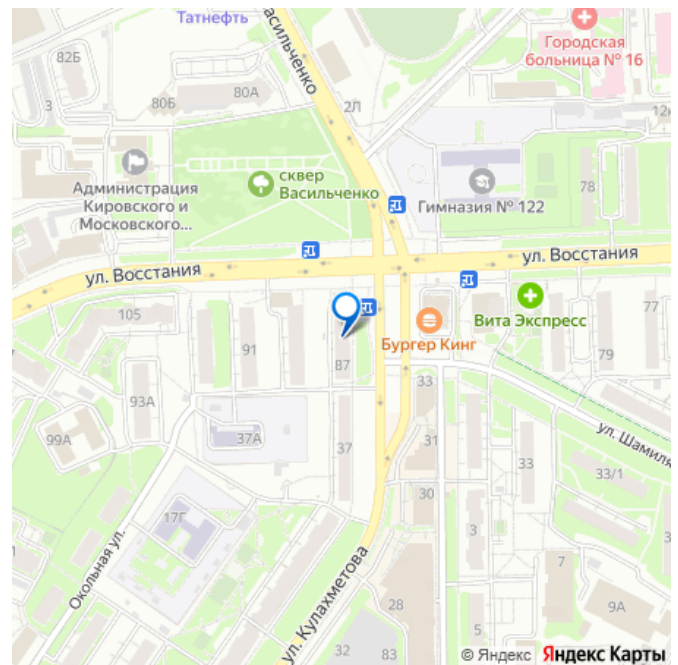 Татнефть
Васильченко
Городская
больница № 16
82Б
3
80Б
80А
2Л
12к
Администрация
Кировского и
Московского...
сквер
Васильченко
Гимназия № 122
78
ул. Восстания
ул. Восстания
105
91
87
Бургер Кинг
Вита Экспресс
77
79
93А
99А
37А
37
33
31
30
33
ул. Шамиля
33/1
3
3
17Г
Окольная ул.
ул. Кулахметова
28
32
83
5
7
9А
© Яндекс Яндекс Карты